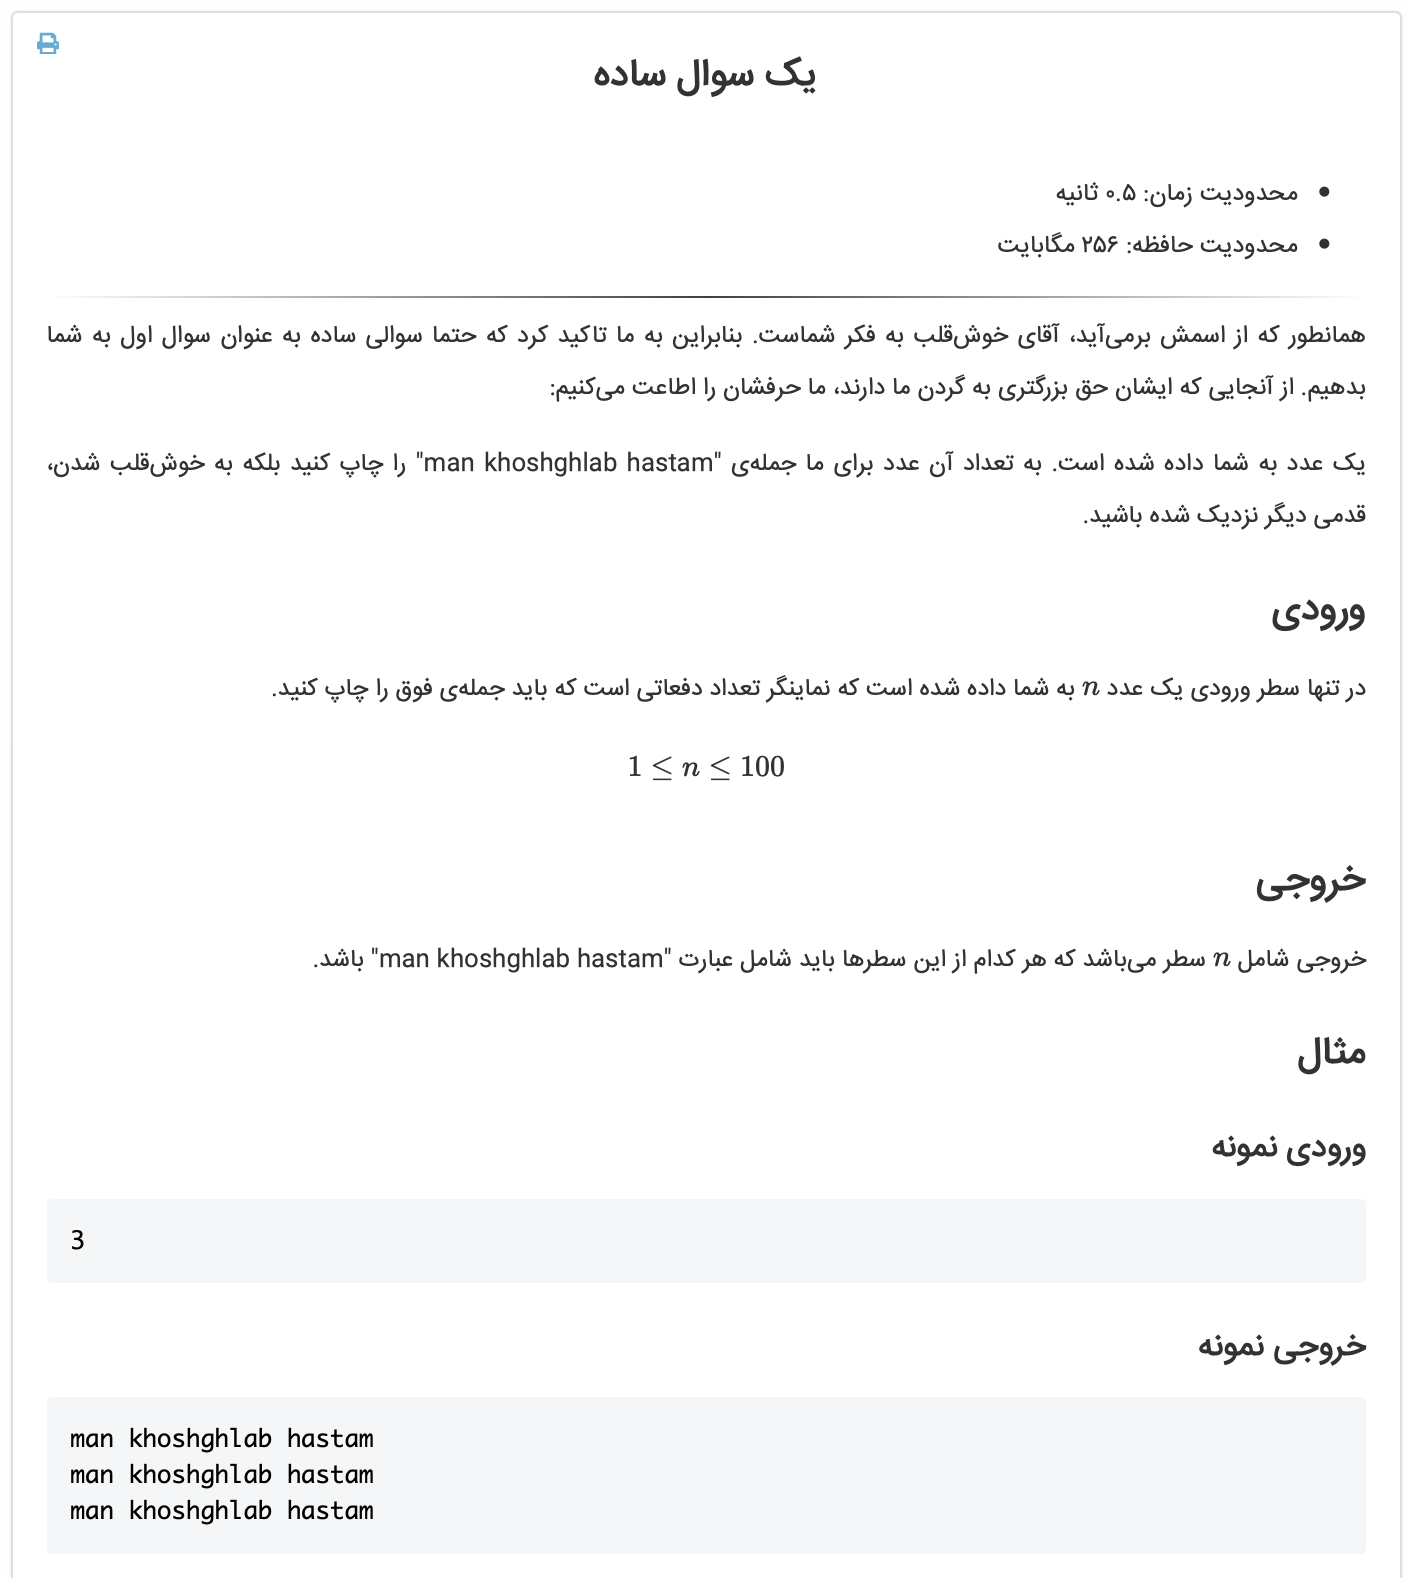 یک سوال ساده
محدودیت زمان: ۰.۵ ثانیه
محدودیت حافظه: ۲۵۶ مگابایت
همانطور که از اسمش برمی‌آید، آقای خوش‌قلب به فکر شماست. بنابراین به ما تاکید کرد که حتما سوالی ساده به عنوان سوال اول به شما
بدهیم. از آنجایی که ایشان حق بزرگتری به گردن ما دارند، ما حرفشان را اطاعت می‌کنیم:
یک عدد به شما داده شده است. به تعداد آن عدد برای ما جمله‌ی "man khoshghlab hastam" را چاپ کنید بلکه به خوش‌قلب شدن،
قدمی دیگر نزدیک شده باشید.
ورودی
در تنها سطر ورودی یک عدد n به شما داده شده است که نماینگر تعداد دفعاتی است که باید جمله‌ی فوق را چاپ کنید.
1 ≤ n ≤ 100
خروجی
خروجی شامل n سطر می‌باشد که هر کدام از این سطرها باید شامل عبارت "man khoshghlab hastam" باشد.
مثال
ورودی نمونه
3
خروجی نمونه
man khoshghlab hastam
man khoshghlab hastam
man khoshghlab hastam